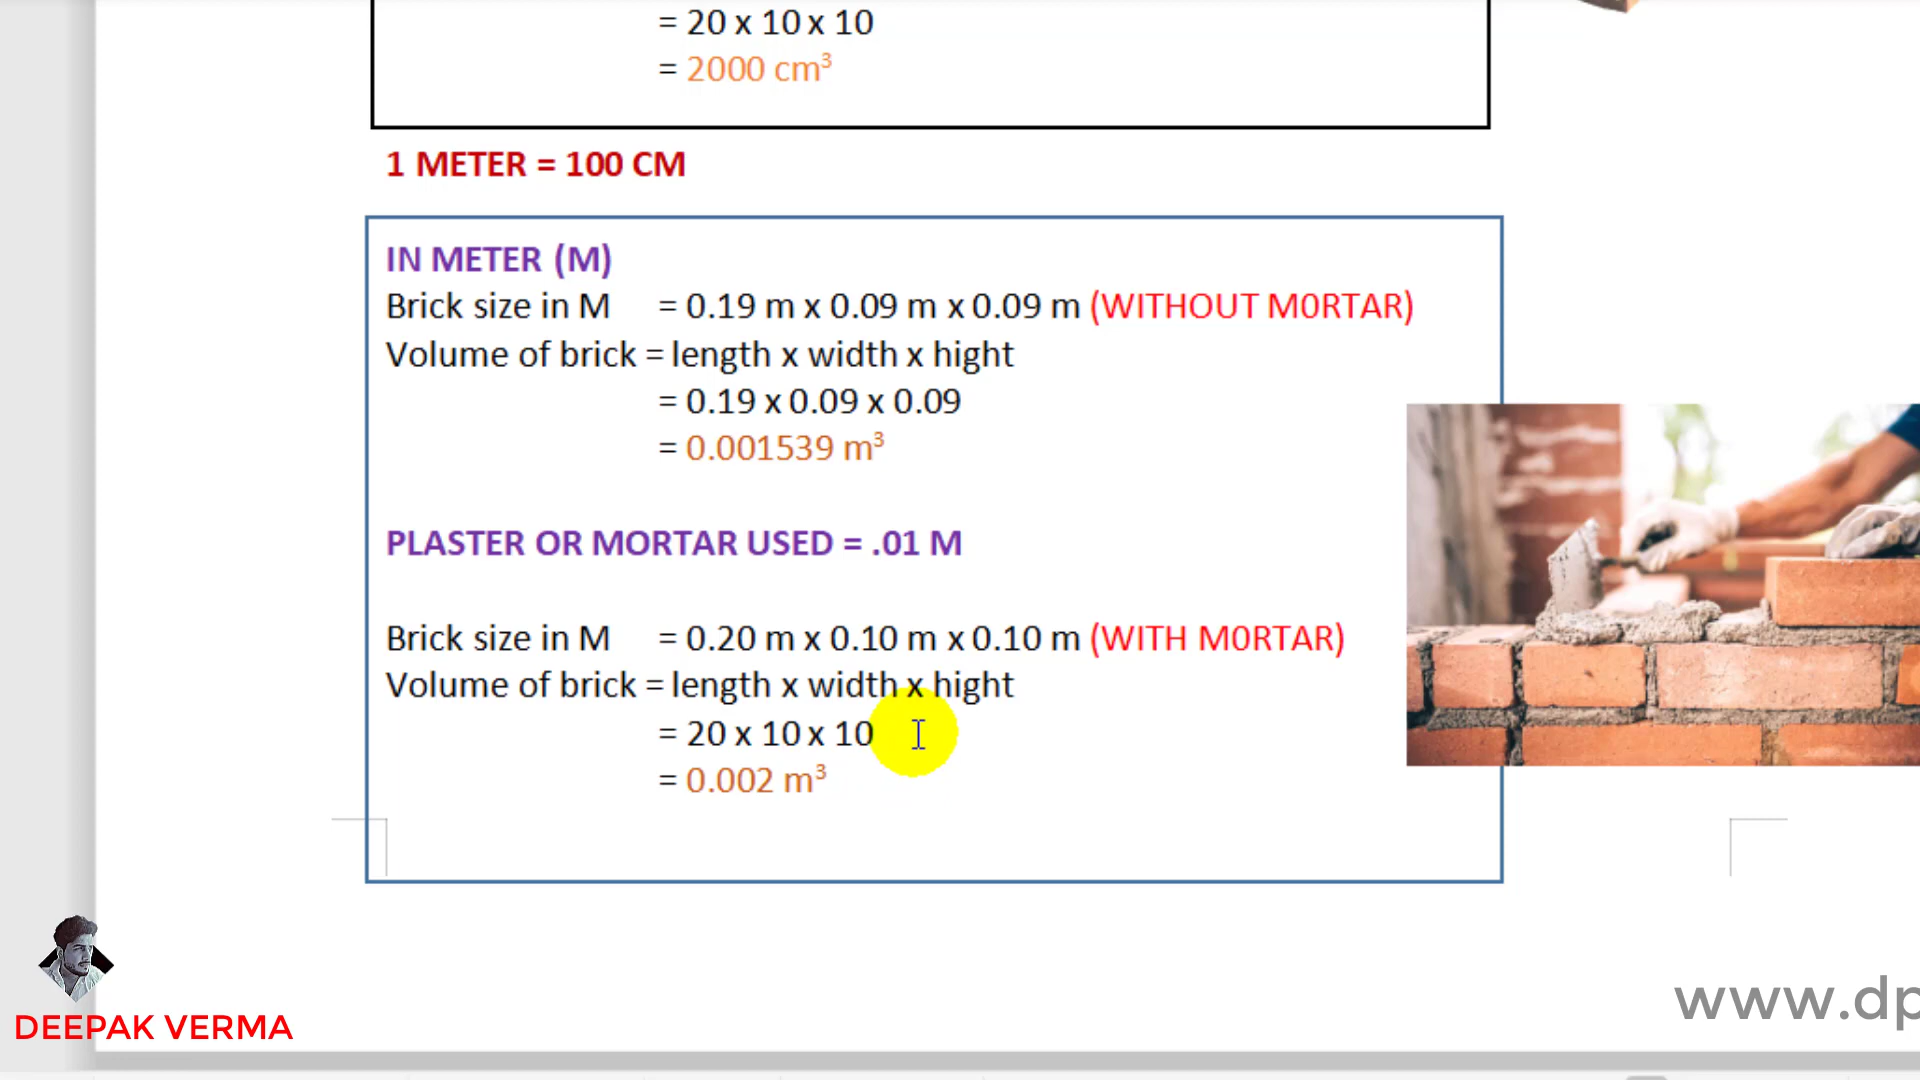 = 20 x 10 x 10
= 2000 cm³
1 METER = 100 CM
IN METER (M)
Brick size in M = 0.19 m x 0.09 m x 0.09 m (WITHOUT M0RTAR)
Volume of brick = length x width x hight
= 0.19 x 0.09 x 0.09
= 0.001539 m³
PLASTER OR MORTAR USED = .01 M
Brick size in M = 0.20 m x 0.10 m x 0.10 m (WITH M0RTAR)
Volume of brick = length x width x hight
= 20 x 10 x 10
= 0.002 m³
DEEPAK VERMA
www.dp